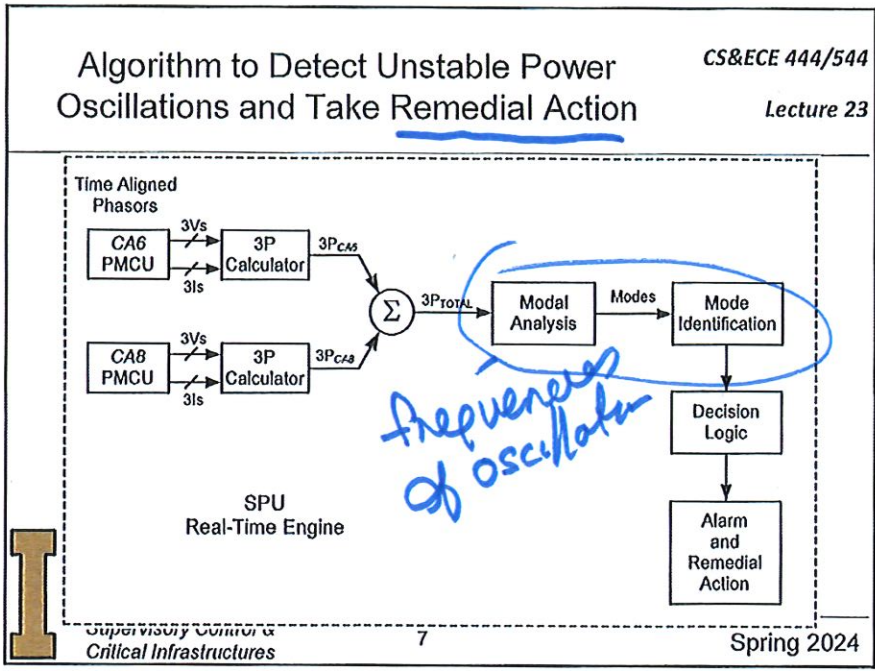 Algorithm to Detect Unstable Power
Oscillations and Take Remedial Action
CS&ECE 444/544
Lecture 23
Time Aligned
Phasors
CA6
PMCU
3Vs
3Is
3P
Calculator
3PCA6
CA8
PMCU
3Vs
3Is
3P
Calculator
3PCA8
Σ
3PTOTAL
Modal
Analysis
Modes
Mode
Identification
Decision
Logic
Alarm
and
Remedial
Action
frequencies
of oscillation
SPU
Real-Time Engine
I
Supervisory Control &
Critical Infrastructures
7
Spring 2024